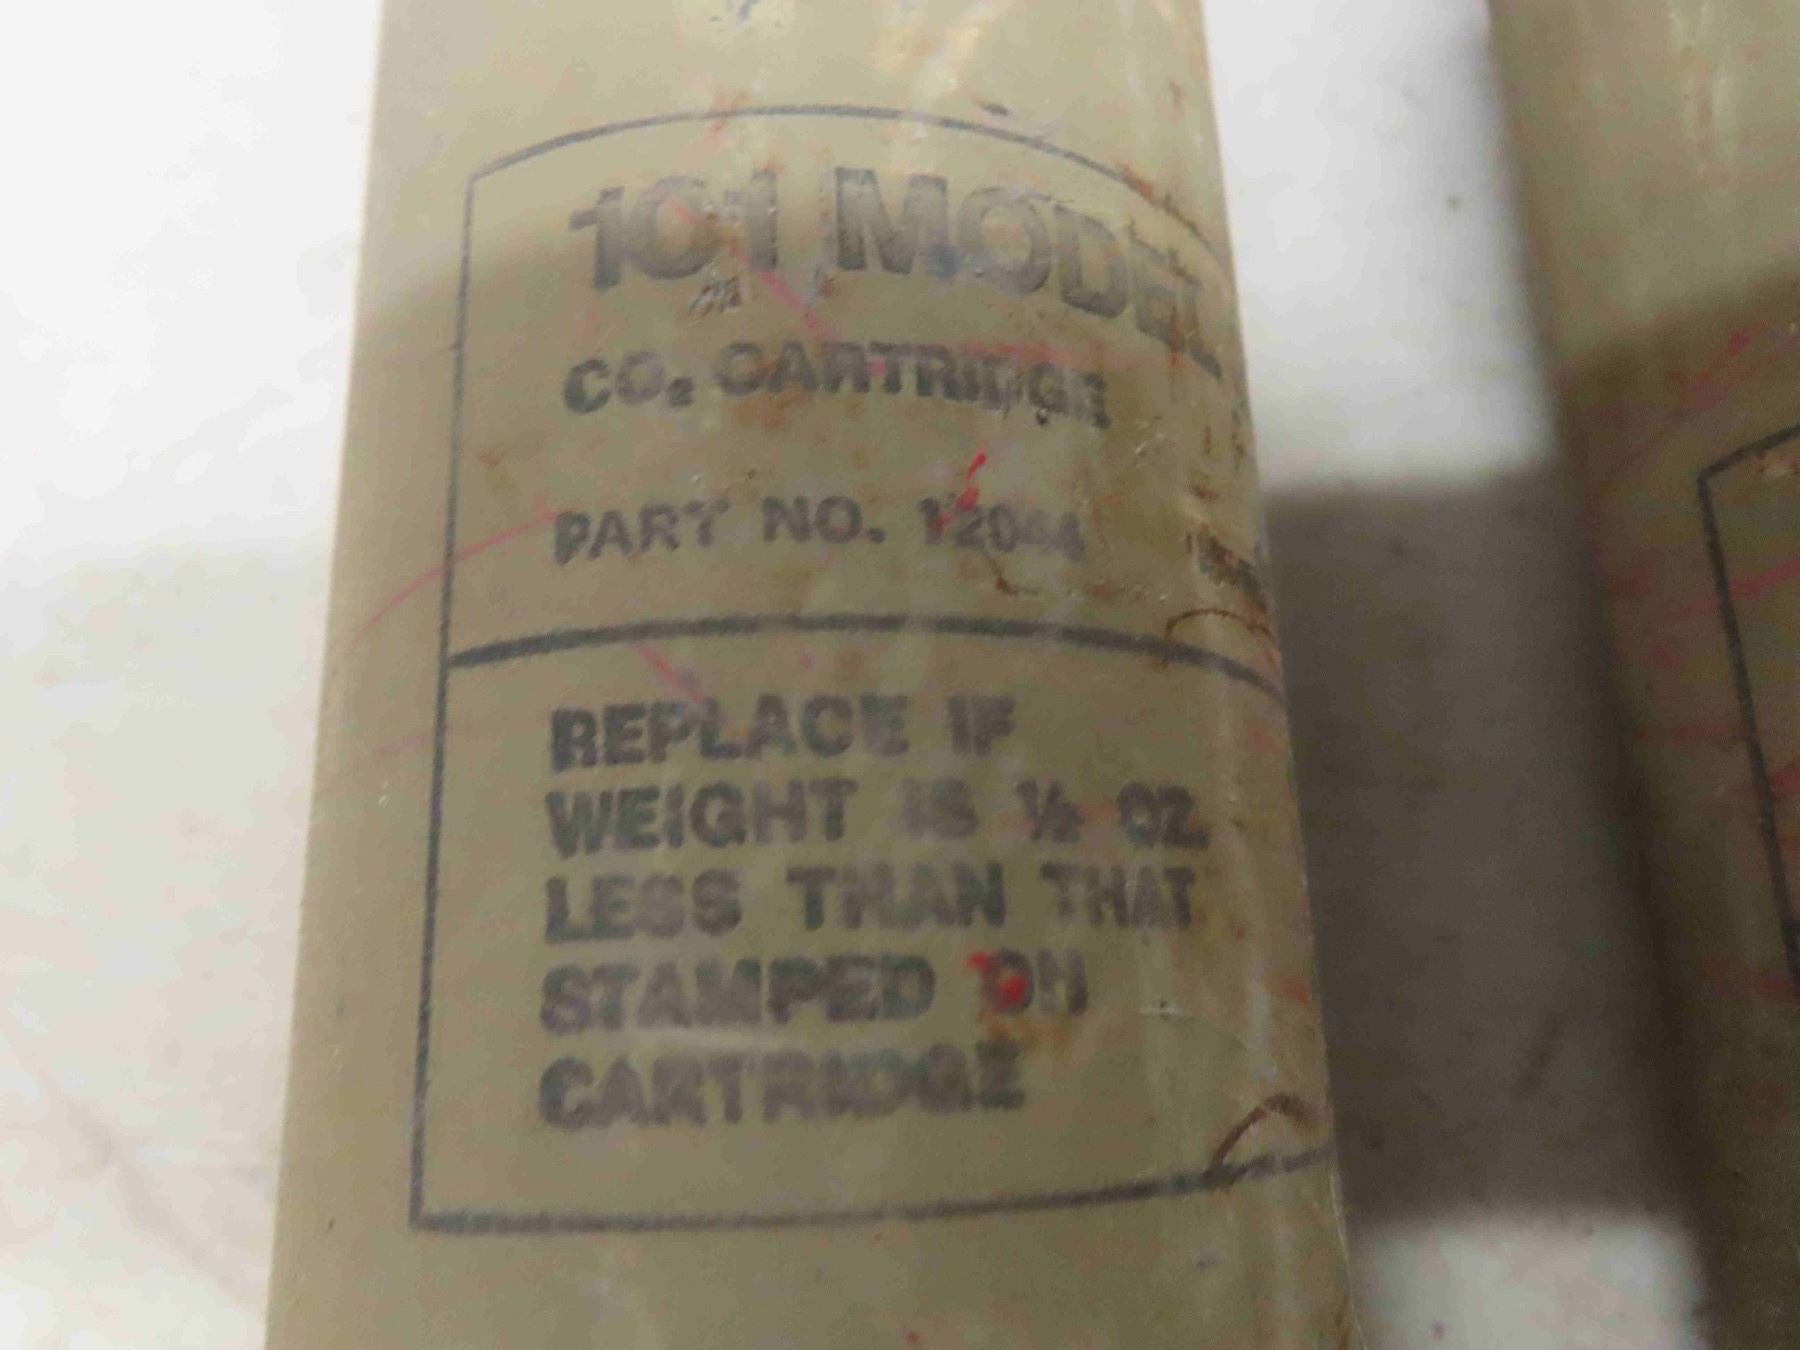 101 MODEL
CO₂ CARTRIDGE
PART NO. 12044
REPLACE IF
WEIGHT IS ½ OZ.
LESS THAN THAT
STAMPED ON
CARTRIDGE